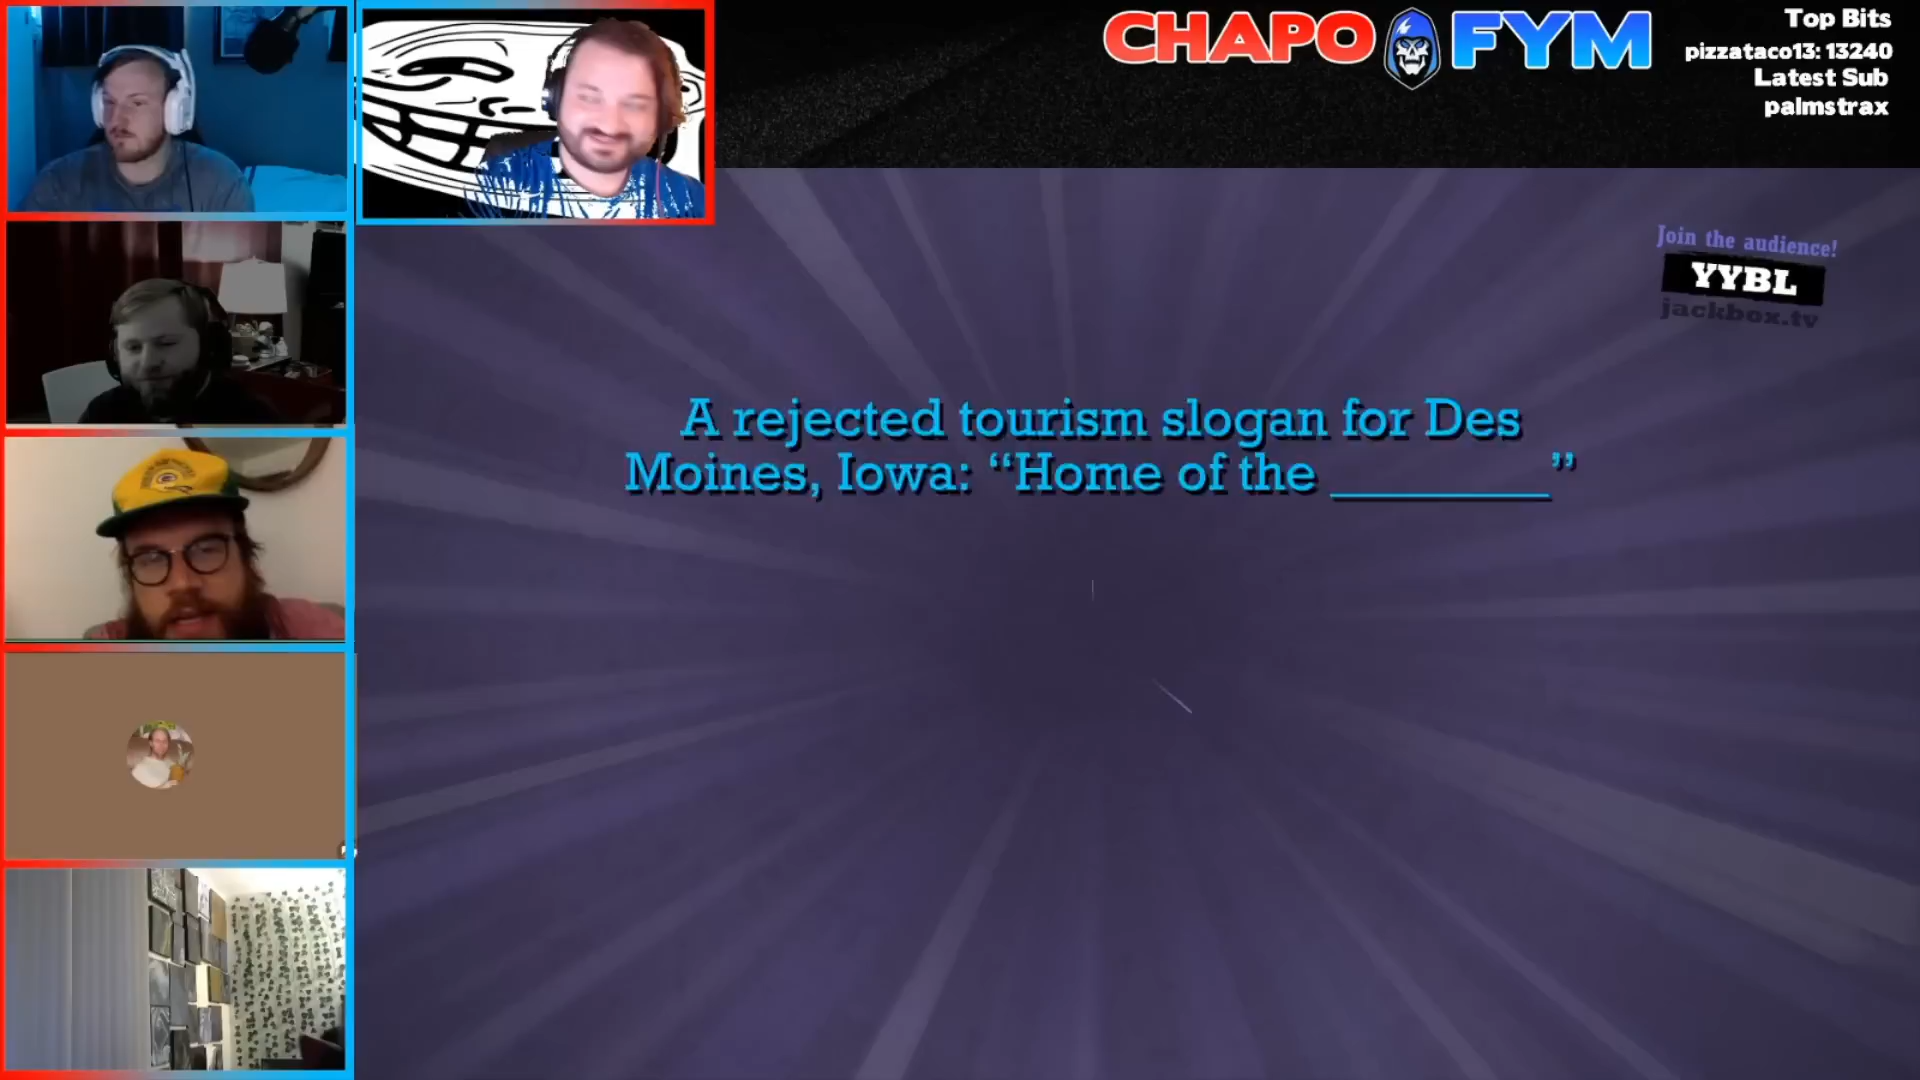 CHAPO FYM
Top Bits
pizzataco13: 13240
Latest Sub
palmstrax
Join the audience!
YYBL
jackbox.tv
A rejected tourism slogan for Des
Moines, Iowa: “Home of the ________”